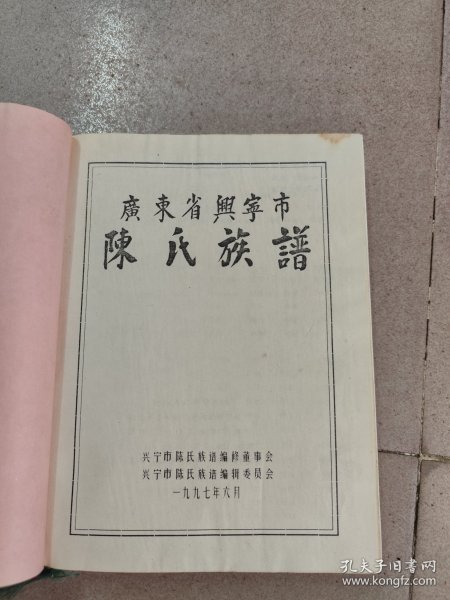 廣東省興寧市
陳氏族譜
兴宁市陈氏族谱编修董事会
兴宁市陈氏族谱编辑委员会
一九九七年六月
孔夫子旧书网
www.kongfz.com